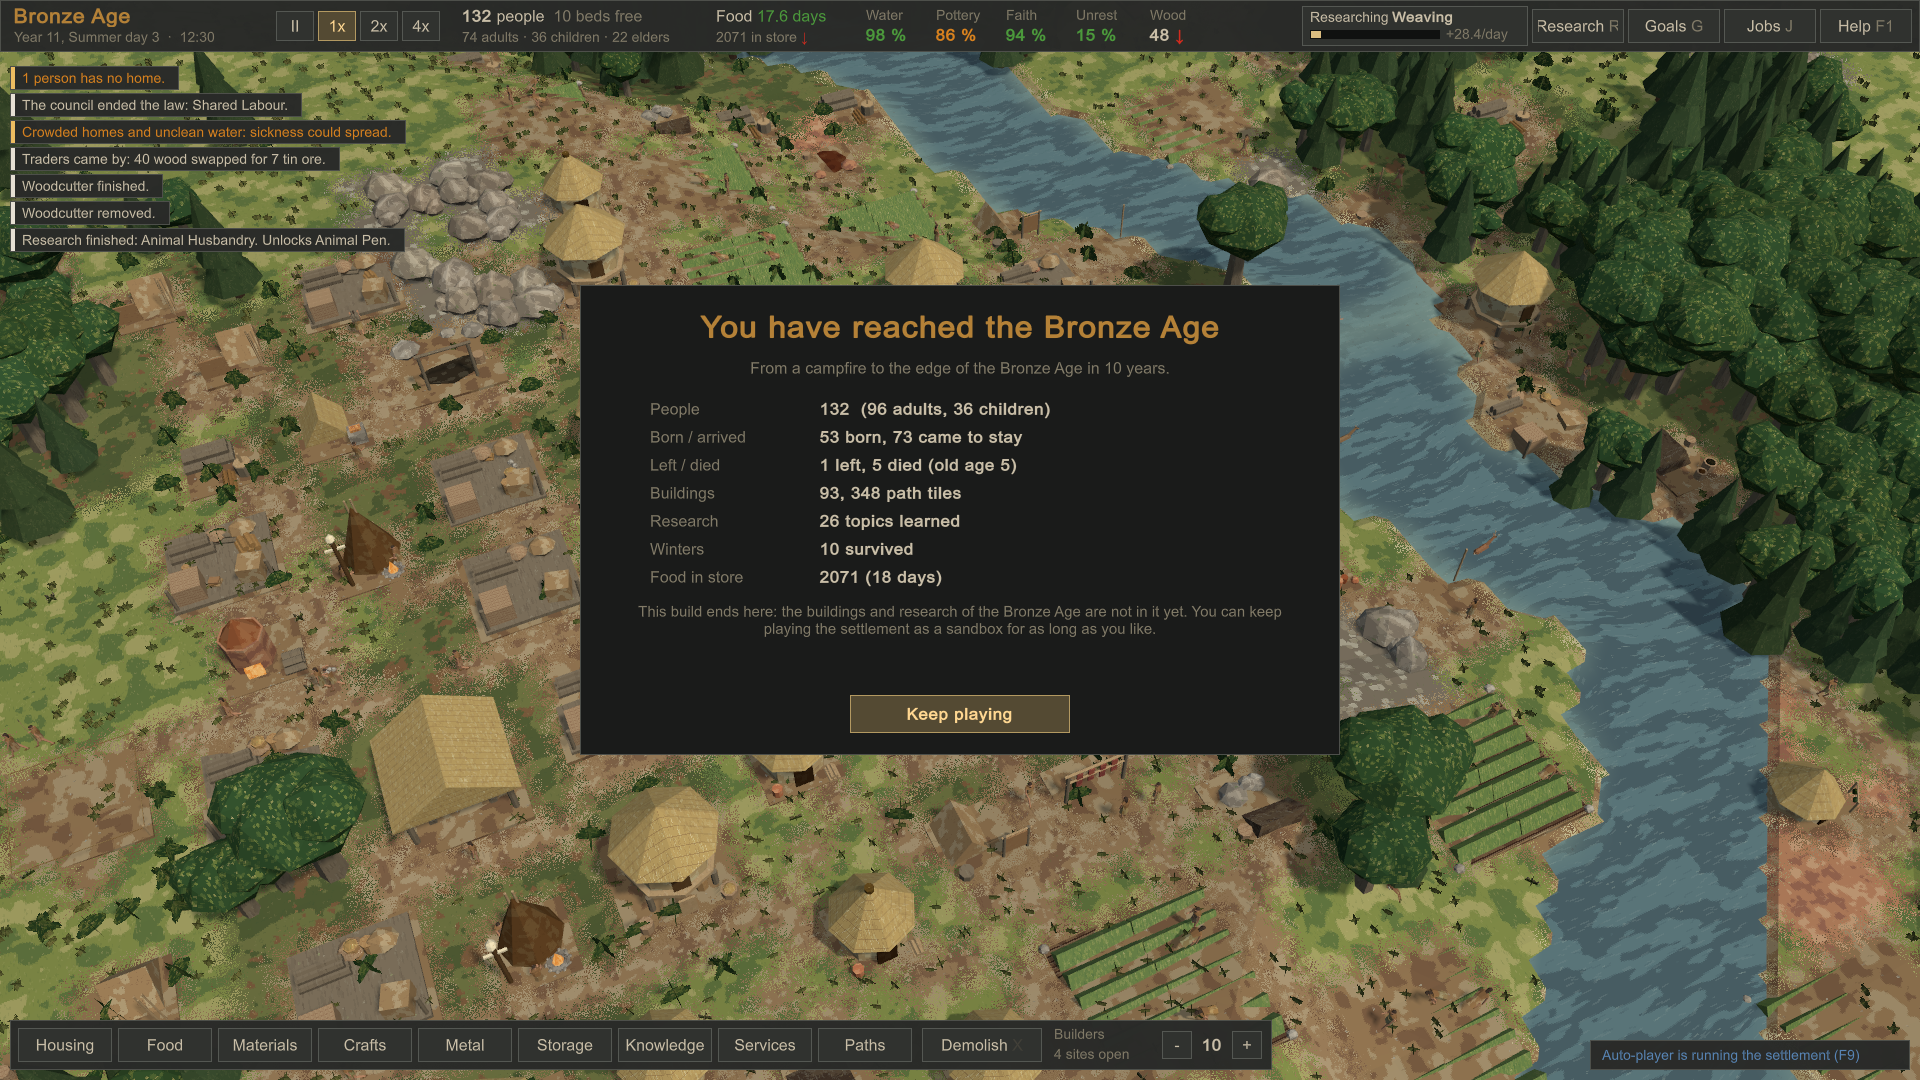 Bronze Age
Year 11, Summer day 3 · 12:30
II 1x 2x 4x
132 people 10 beds free
74 adults · 36 children · 22 elders
Food 17.6 days
2071 in store ↓
Water
98 %
Pottery
86 %
Faith
94 %
Unrest
15 %
Wood
48 ↓
Researching Weaving
+28.4/day
Research R
Goals G
Jobs J
Help F1
1 person has no home.
The council ended the law: Shared Labour.
Crowded homes and unclean water: sickness could spread.
Traders came by: 40 wood swapped for 7 tin ore.
Woodcutter finished.
Woodcutter removed.
Research finished: Animal Husbandry. Unlocks Animal Pen.
You have reached the Bronze Age
From a campfire to the edge of the Bronze Age in 10 years.
People 132 (96 adults, 36 children)
Born / arrived 53 born, 73 came to stay
Left / died 1 left, 5 died (old age 5)
Buildings 93, 348 path tiles
Research 26 topics learned
Winters 10 survived
Food in store 2071 (18 days)
This build ends here: the buildings and research of the Bronze Age are not in it yet. You can keep
playing the settlement as a sandbox for as long as you like.
Keep playing
Housing
Food
Materials
Crafts
Metal
Storage
Knowledge
Services
Paths
Demolish X
Builders
4 sites open
- 10 +
Auto-player is running the settlement (F9)